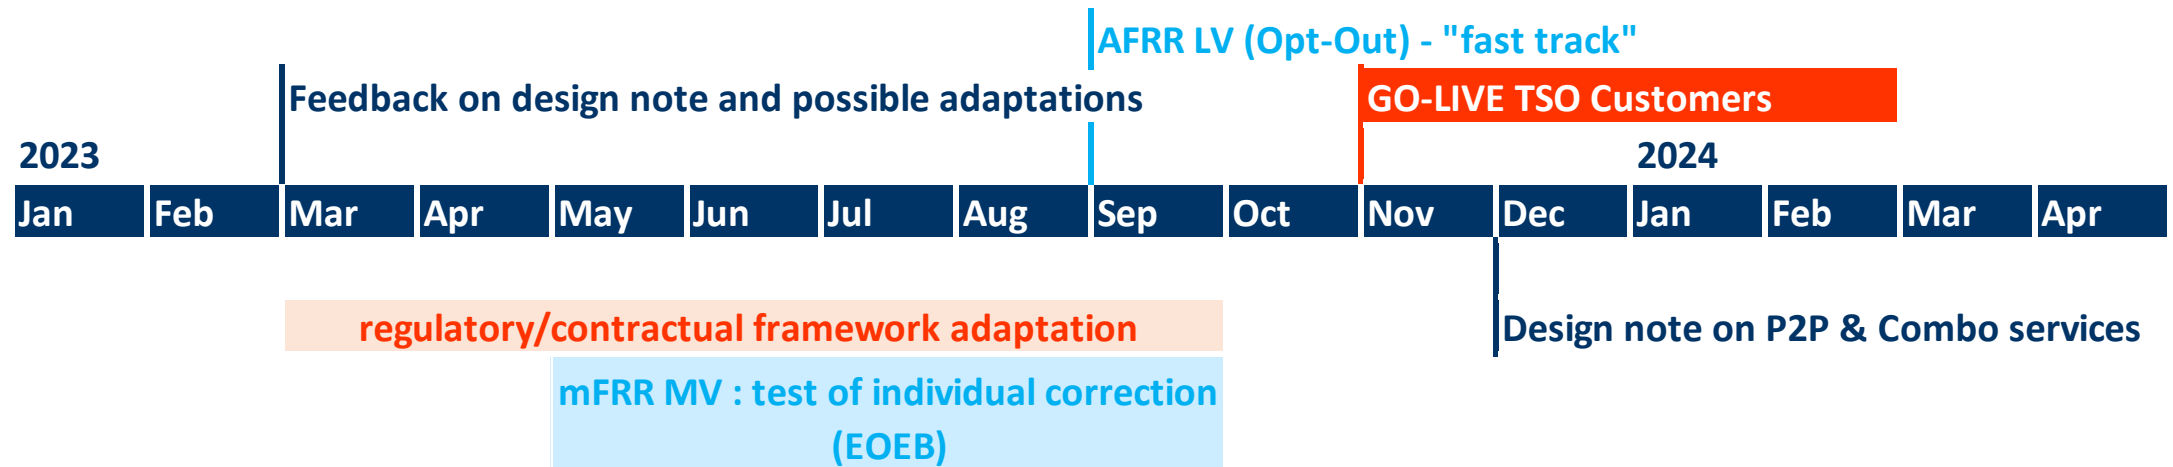 AFRR LV (Opt-Out) - "fast track"
Feedback on design note and possible adaptations
GO-LIVE TSO Customers
2023
2024
Jan Feb Mar Apr May Jun Jul Aug Sep Oct Nov Dec Jan Feb Mar Apr
regulatory/contractual framework adaptation
Design note on P2P & Combo services
mFRR MV : test of individual correction
(EOEB)